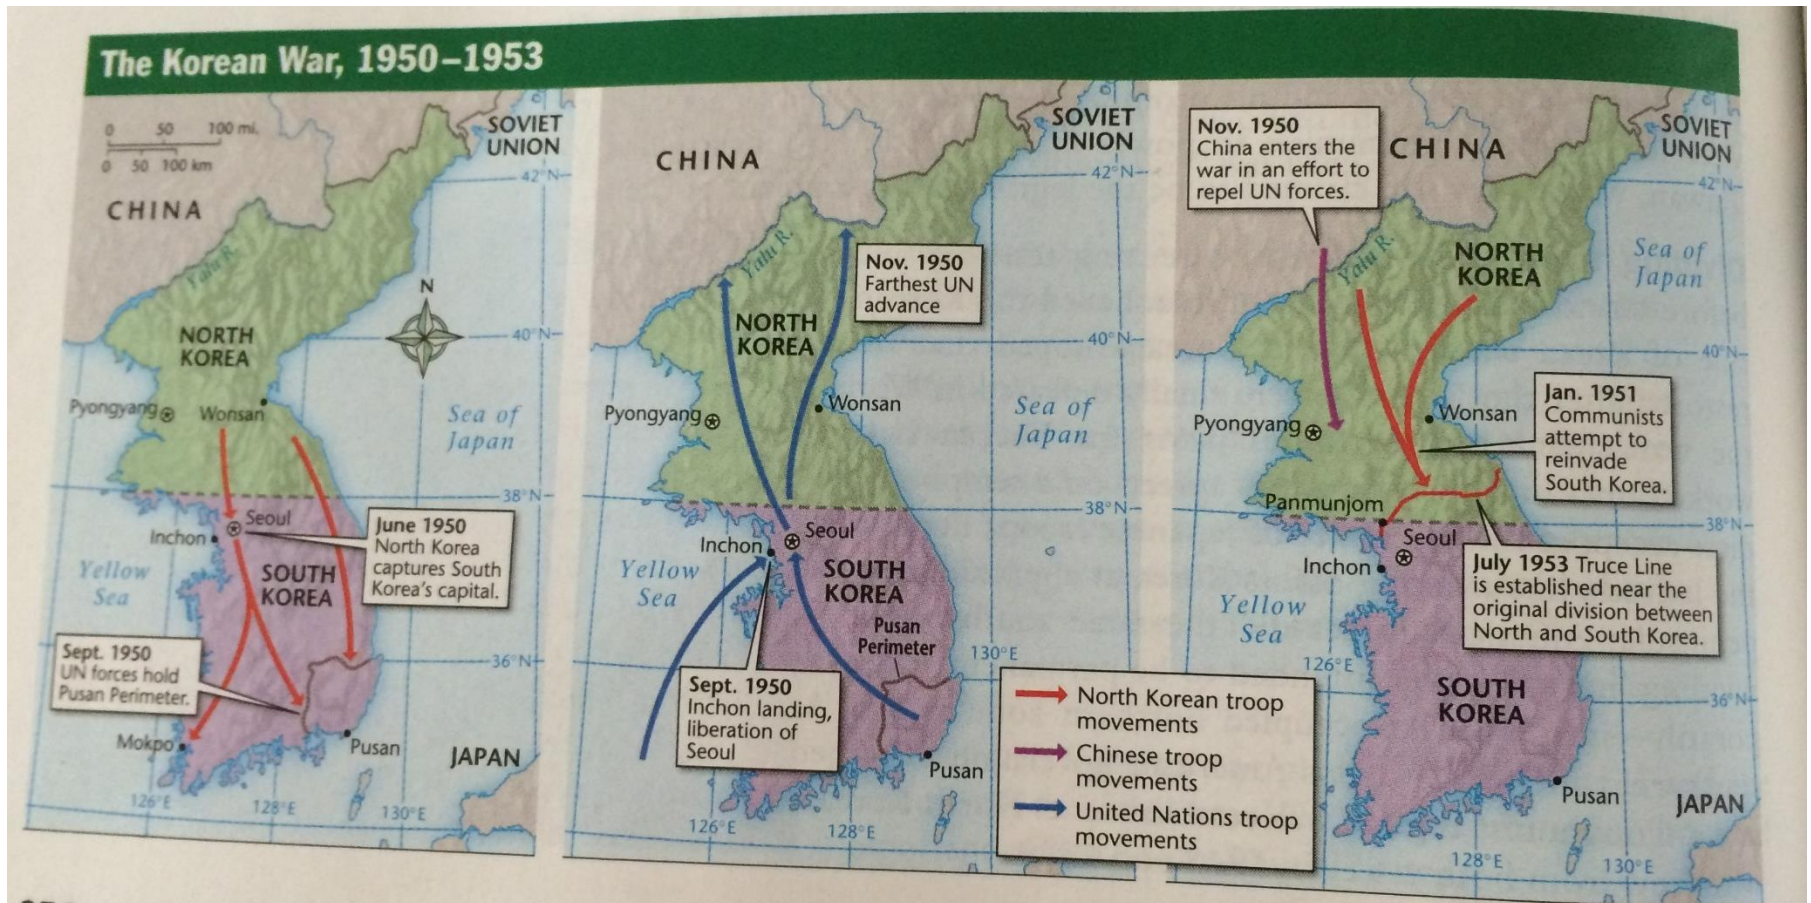 The Korean War, 1950–1953
0 50 100 mi.
0 50 100 km
SOVIET
UNION
42°N
CHINA
Yalu R.
N
NORTH
KOREA
40°N
Pyongyang
Wonsan
Sea of
Japan
38°N
Seoul
Inchon
June 1950
North Korea
captures South
Korea's capital.
Yellow
Sea
SOUTH
KOREA
Sept. 1950
UN forces hold
Pusan Perimeter.
36°N
Mokpo
Pusan
JAPAN
126°E
128°E
130°E
SOVIET
UNION
CHINA
42°N
Yalu R.
Nov. 1950
Farthest UN
advance
NORTH
KOREA
40°N
Pyongyang
Wonsan
Sea of
Japan
38°N
Seoul
Inchon
Yellow
Sea
SOUTH
KOREA
Pusan
Perimeter
130°E
Sept. 1950
Inchon landing,
liberation of
Seoul
Pusan
126°E
128°E
North Korean troop
movements
Chinese troop
movements
United Nations troop
movements
Nov. 1950
China enters the
war in an effort to
repel UN forces.
CHINA
SOVIET
UNION
42°N
Yalu R.
NORTH
KOREA
Sea of
Japan
40°N
Jan. 1951
Communists
attempt to
reinvade
South Korea.
Wonsan
Pyongyang
Panmunjom
38°N
Seoul
Inchon
July 1953 Truce Line
is established near the
original division between
North and South Korea.
Yellow
Sea
126°E
SOUTH
KOREA
36°N
Pusan
JAPAN
128°E
130°E